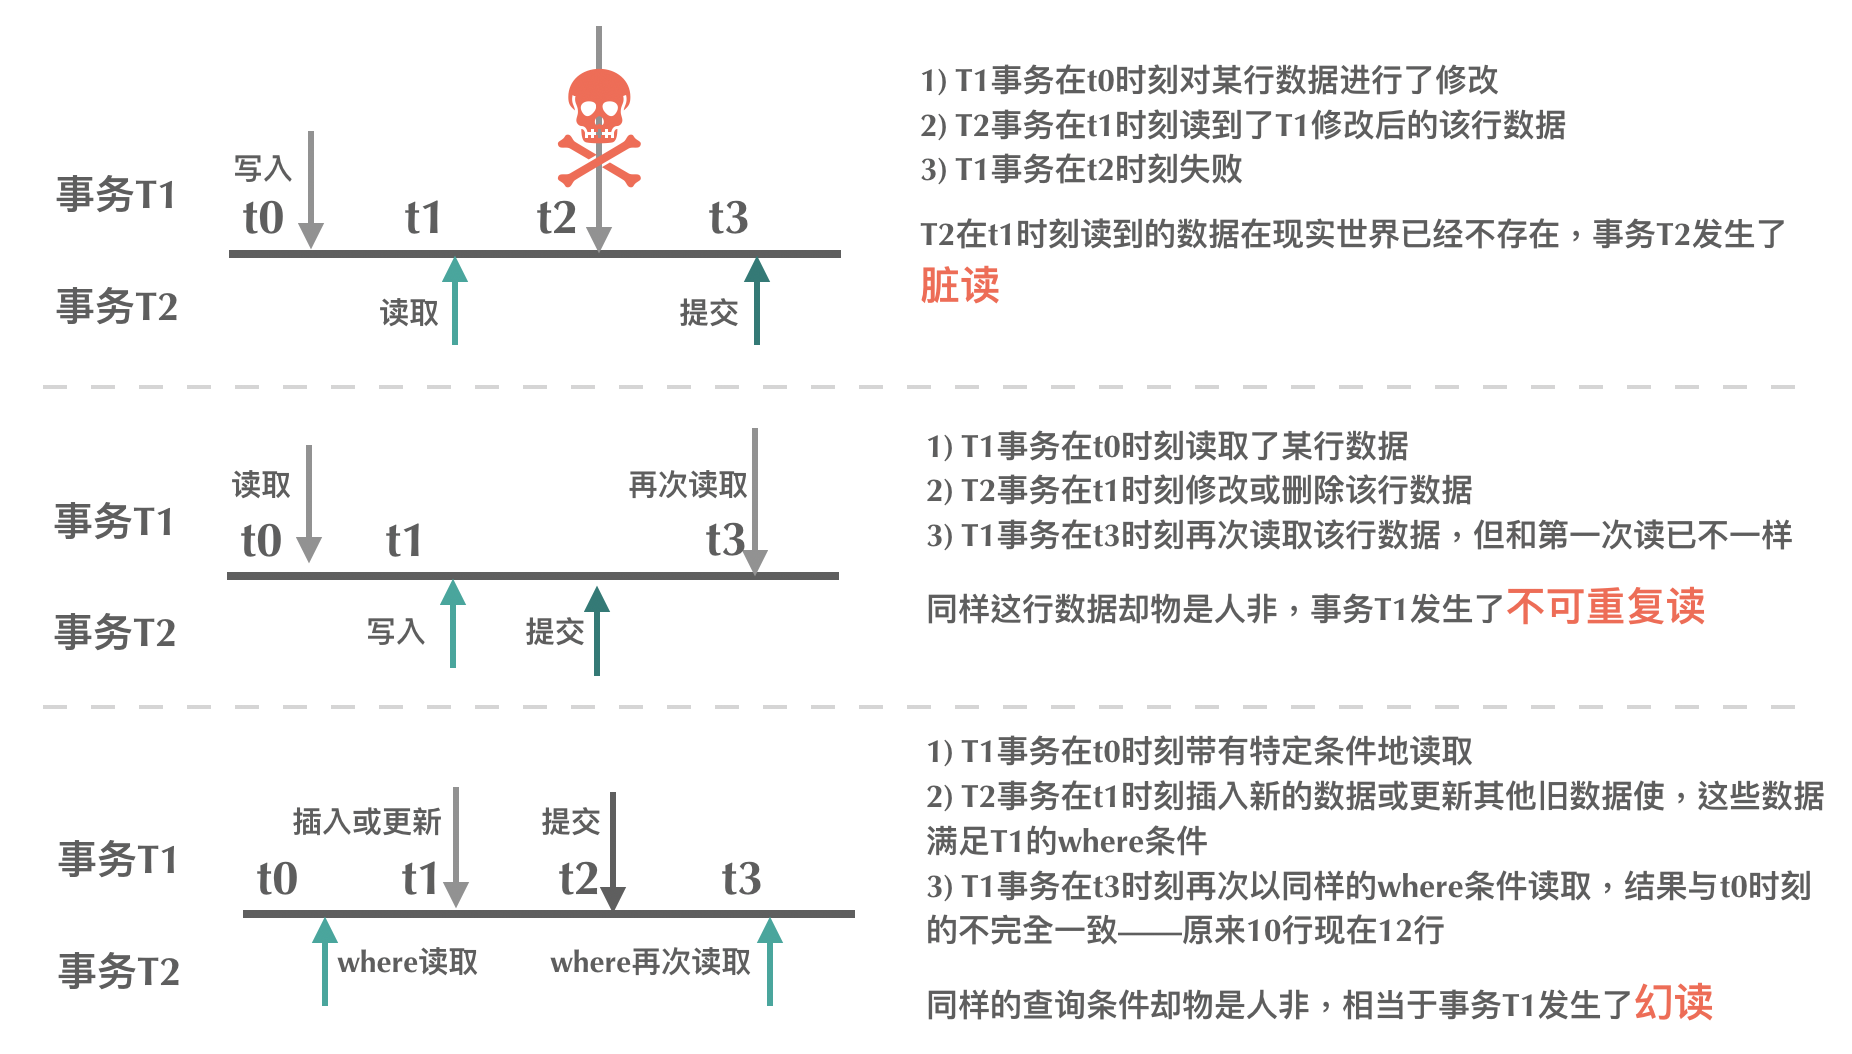 写入
事务T1
t0
t1
t2
t3
事务T2
读取
提交
1) T1事务在t0时刻对某行数据进行了修改
2) T2事务在t1时刻读到了T1修改后的该行数据
3) T1事务在t2时刻失败
T2在t1时刻读到的数据在现实世界已经不存在，事务T2发生了
脏读
读取
再次读取
事务T1
t0
t1
t3
事务T2
写入
提交
1) T1事务在t0时刻读取了某行数据
2) T2事务在t1时刻修改或删除该行数据
3) T1事务在t3时刻再次读取该行数据，但和第一次读已不一样
同样这行数据却物是人非，事务T1发生了不可重复读
插入或更新
提交
事务T1
t0
t1
t2
t3
事务T2
where读取
where再次读取
1) T1事务在t0时刻带有特定条件地读取
2) T2事务在t1时刻插入新的数据或更新其他旧数据使，这些数据
满足T1的where条件
3) T1事务在t3时刻再次以同样的where条件读取，结果与t0时刻
的不完全一致——原来10行现在12行
同样的查询条件却物是人非，相当于事务T1发生了幻读